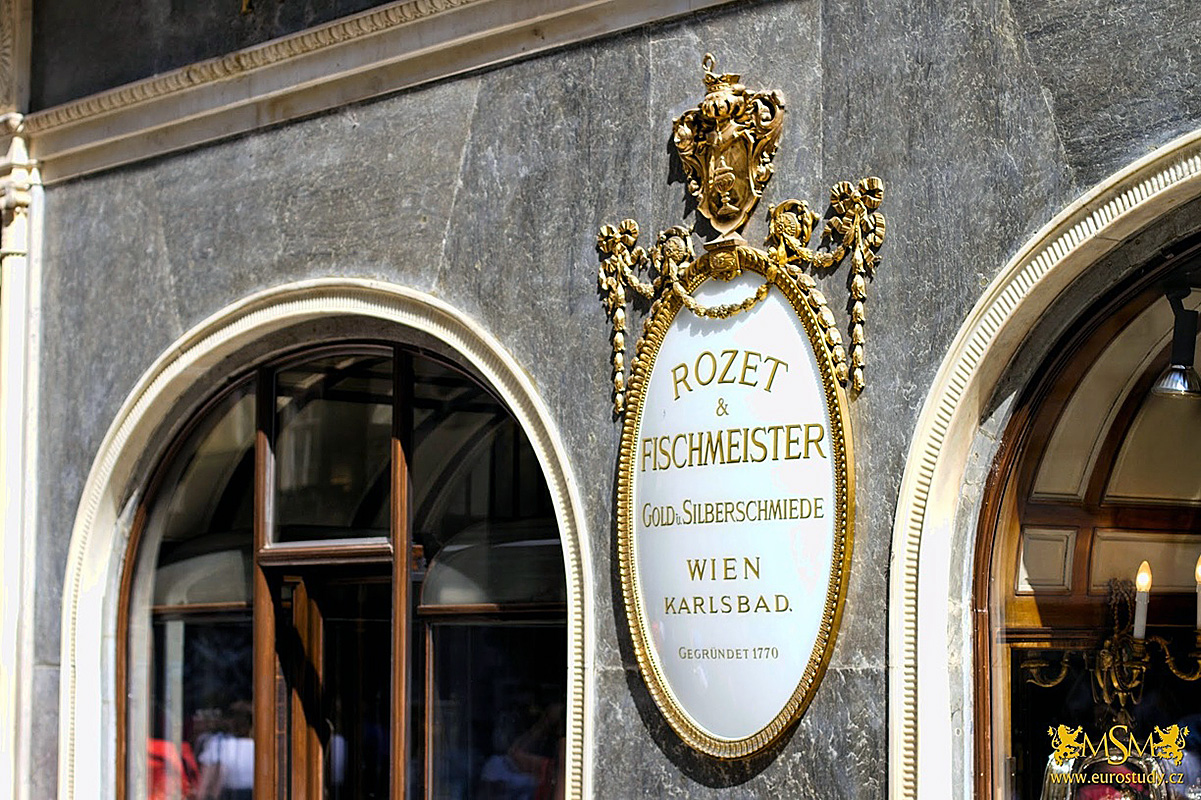 ROZET
&
FISCHMEISTER
GOLD u. SILBERSCHMIEDE
WIEN
KARLSBAD.
GEGRÜNDET 1770
MSM
www.eurostudy.cz